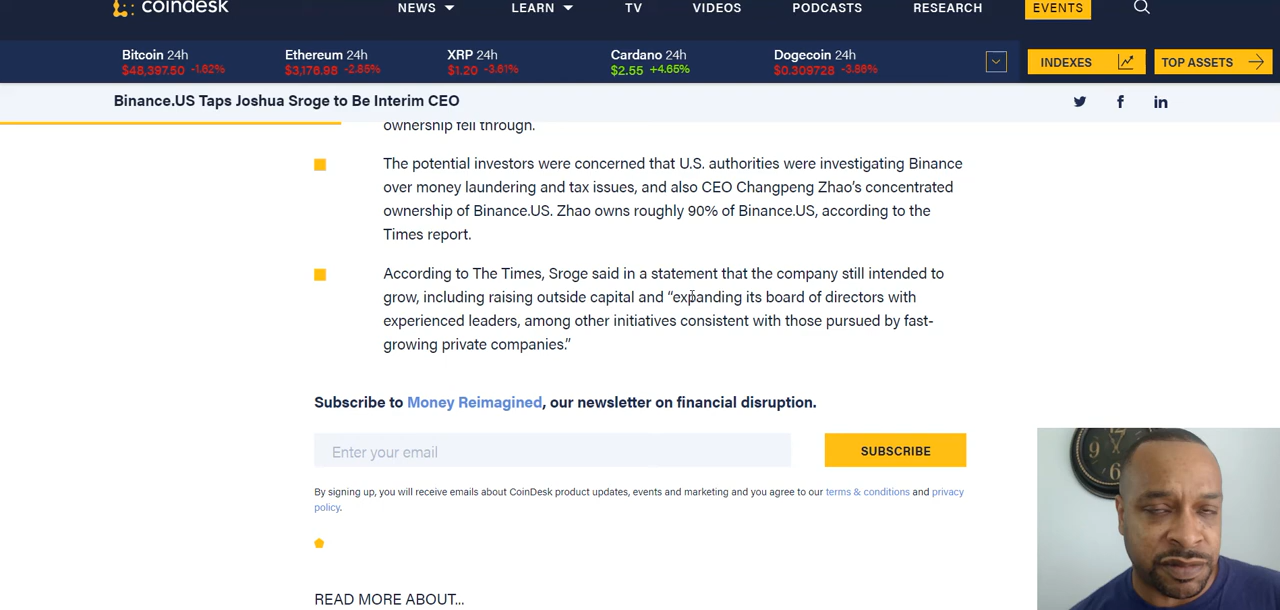 coindesk
NEWS LEARN TV VIDEOS PODCASTS RESEARCH EVENTS
Bitcoin 24h Ethereum 24h XRP 24h Cardano 24h Dogecoin 24h
$48,397.50 -1.62% $3,176.98 -2.85% $1.20 -3.61% $2.55 +4.65% $0.309728 -3.86%
INDEXES TOP ASSETS
Binance.US Taps Joshua Sroge to Be Interim CEO
ownership fell through.
The potential investors were concerned that U.S. authorities were investigating Binance
over money laundering and tax issues, and also CEO Changpeng Zhao’s concentrated
ownership of Binance.US. Zhao owns roughly 90% of Binance.US, according to the
Times report.
According to The Times, Sroge said in a statement that the company still intended to
grow, including raising outside capital and “expanding its board of directors with
experienced leaders, among other initiatives consistent with those pursued by fast-
growing private companies.”
Subscribe to Money Reimagined, our newsletter on financial disruption.
Enter your email
SUBSCRIBE
By signing up, you will receive emails about CoinDesk product updates, events and marketing and you agree to our terms & conditions and privacy
policy.
READ MORE ABOUT...